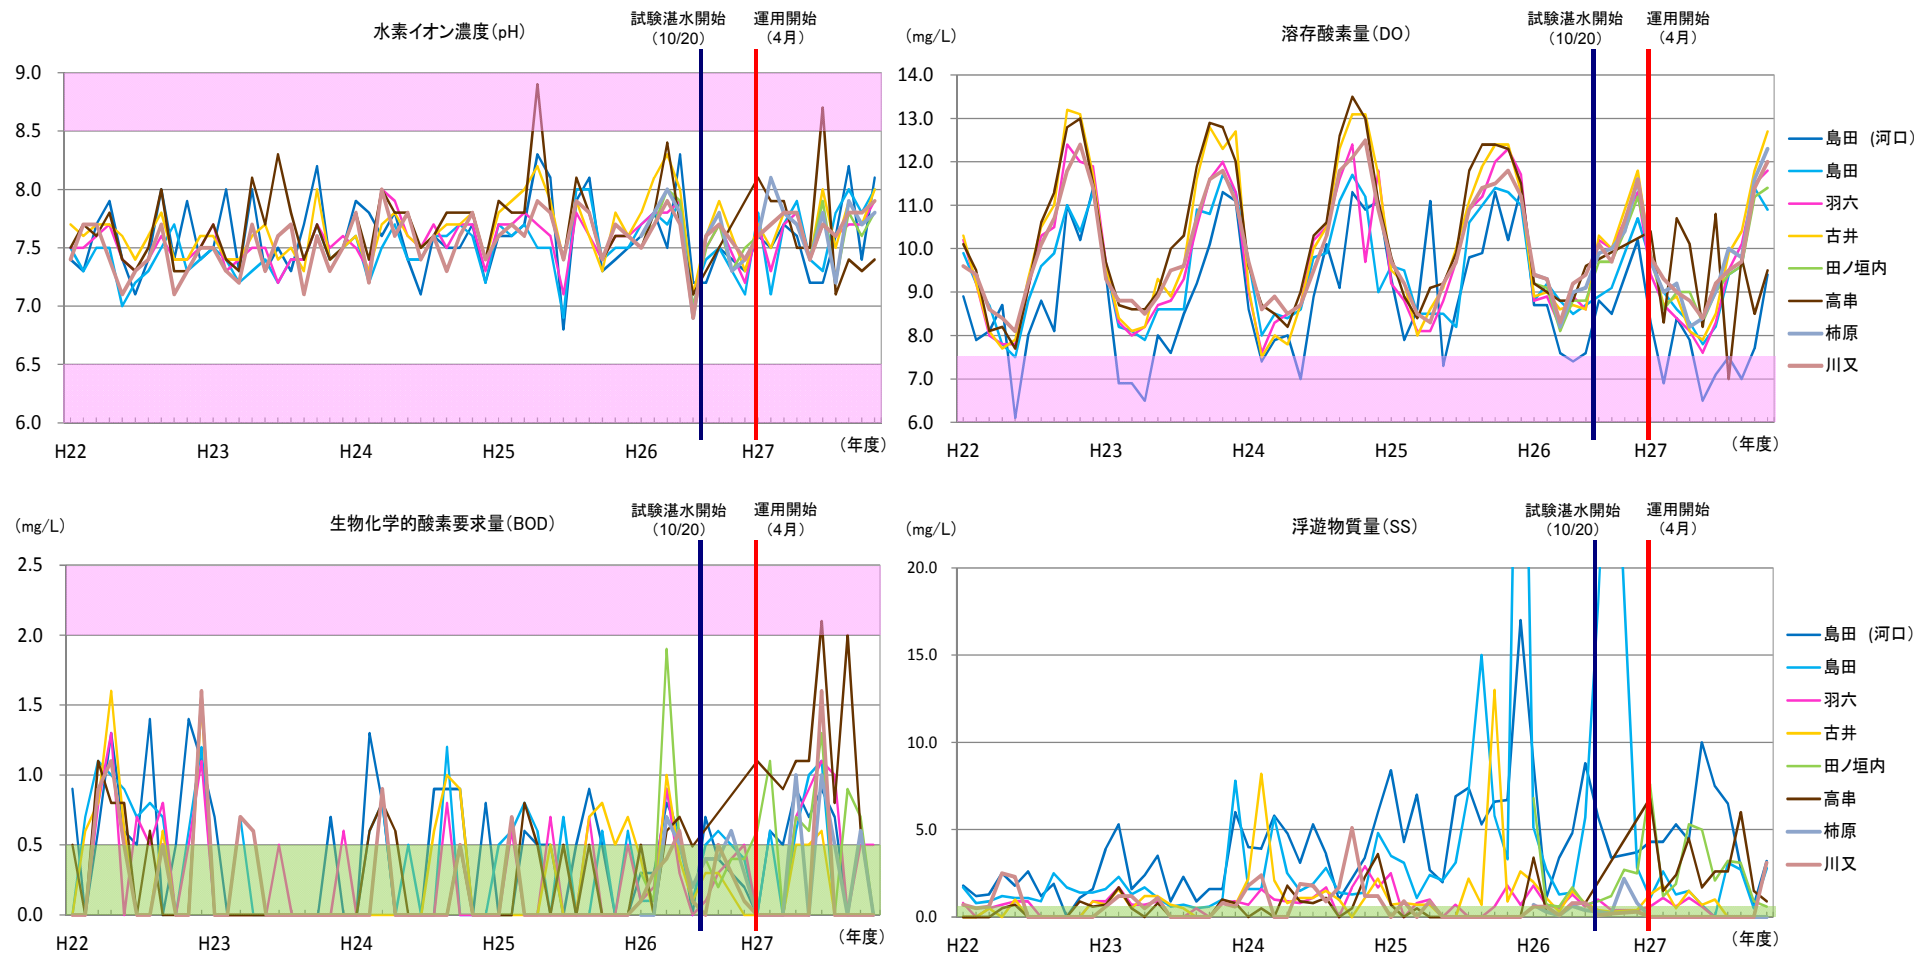 水素イオン濃度(pH)
試験湛水開始
(10/20)
運用開始
(4月)
9.0
8.5
8.0
7.5
7.0
6.5
6.0
H22
H23
H24
H25
H26
H27
(年度)
(mg/L)
溶存酸素量(DO)
試験湛水開始
(10/20)
運用開始
(4月)
14.0
13.0
12.0
11.0
10.0
9.0
8.0
7.0
6.0
H22
H23
H24
H25
H26
H27
(年度)
島田 (河口)
島田
羽六
古井
田ノ垣内
高串
柿原
川又
(mg/L)
生物化学的酸素要求量(BOD)
試験湛水開始
(10/20)
運用開始
(4月)
2.5
2.0
1.5
1.0
0.5
0.0
H22
H23
H24
H25
H26
H27
(年度)
(mg/L)
浮遊物質量(SS)
試験湛水開始
(10/20)
運用開始
(4月)
20.0
15.0
10.0
5.0
0.0
H22
H23
H24
H25
H26
H27
(年度)
島田 (河口)
島田
羽六
古井
田ノ垣内
高串
柿原
川又